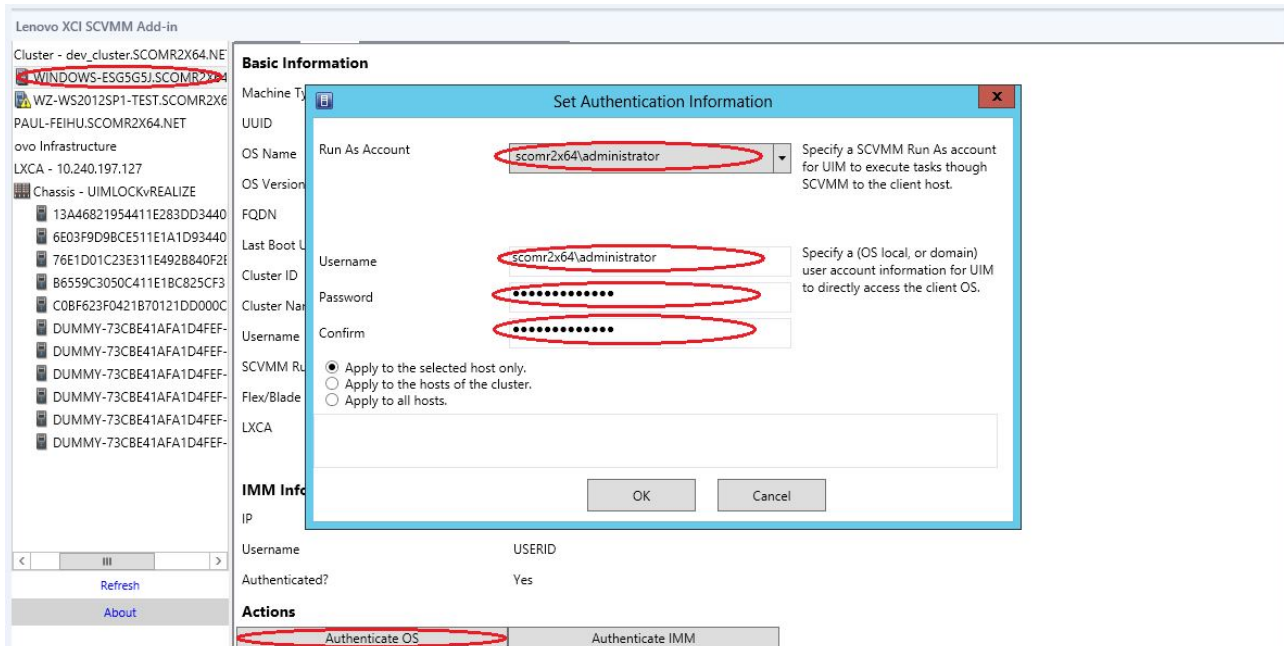 Lenovo XCI SCVMM Add-in
Cluster - dev_cluster.SCOMR2X64.NE
WINDOWS-ESG5G5J.SCOMR2X64
WZ-WS2012SP1-TEST.SCOMR2X6
PAUL-FEIHU.SCOMR2X64.NET
ovo Infrastructure
LXCA - 10.240.197.127
Chassis - UIMLOCKvREALIZE
13A46821954411E283DD3440
6E03F9D9BCE511E1A1D93440
76E1D01C23E311E492B840F2E
B6559C3050C411E1BC825CF3
C0BF623F0421B70121DD000C
DUMMY-73CBE41AFA1D4FEF-
DUMMY-73CBE41AFA1D4FEF-
DUMMY-73CBE41AFA1D4FEF-
DUMMY-73CBE41AFA1D4FEF-
DUMMY-73CBE41AFA1D4FEF-
DUMMY-73CBE41AFA1D4FEF-
Refresh
About
Basic Information
Machine Ty
UUID
OS Name
OS Version
FQDN
Last Boot U
Cluster ID
Cluster Nar
Username
SCVMM Ru
Flex/Blade
LXCA
IMM Info
IP
Username USERID
Authenticated? Yes
Actions
Authenticate OS Authenticate IMM
Set Authentication Information
x
Run As Account
scomr2x64\administrator
Specify a SCVMM Run As account
for UIM to execute tasks though
SCVMM to the client host.
Username
scomr2x64\administrator
Password
Confirm
Specify a (OS local, or domain)
user account information for UIM
to directly access the client OS.
Apply to the selected host only.
Apply to the hosts of the cluster.
Apply to all hosts.
OK Cancel